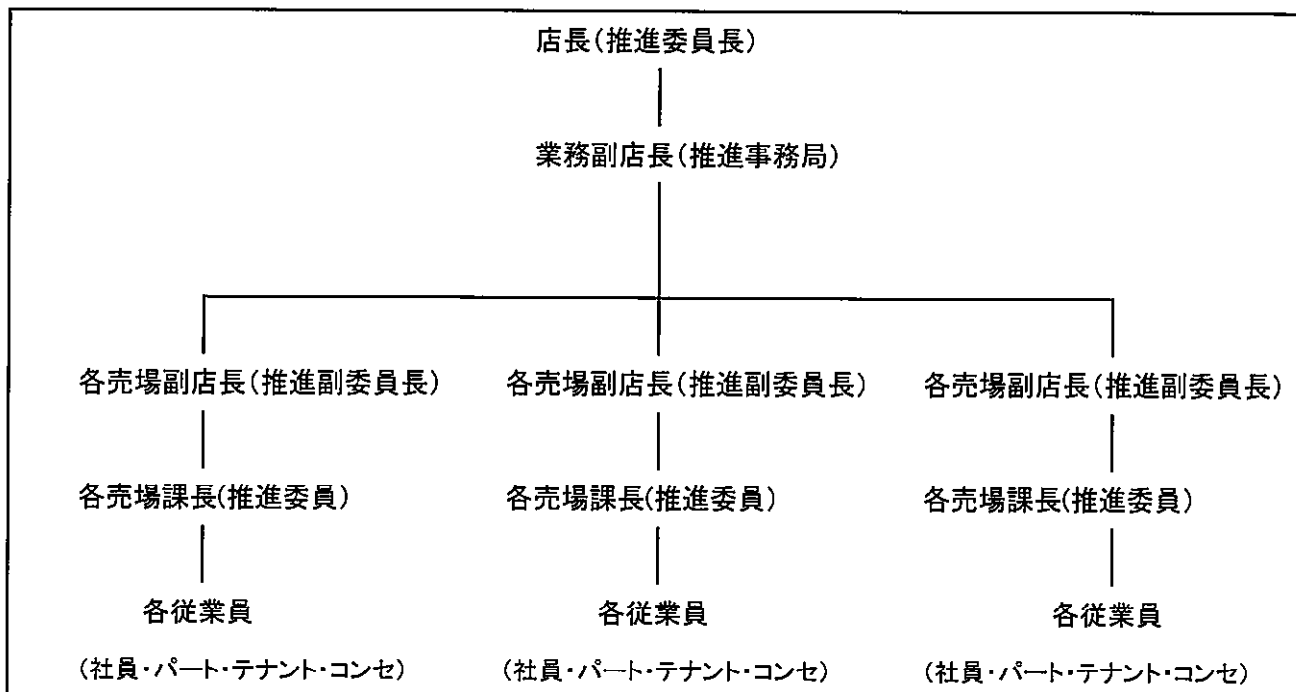 店長(推進委員長)
業務副店長(推進事務局)
各売場副店長(推進副委員長) 各売場副店長(推進副委員長) 各売場副店長(推進副委員長)
各売場課長(推進委員) 各売場課長(推進委員) 各売場課長(推進委員)
各従業員 各従業員 各従業員
(社員・パート・テナント・コンセ) (社員・パート・テナント・コンセ) (社員・パート・テナント・コンセ)